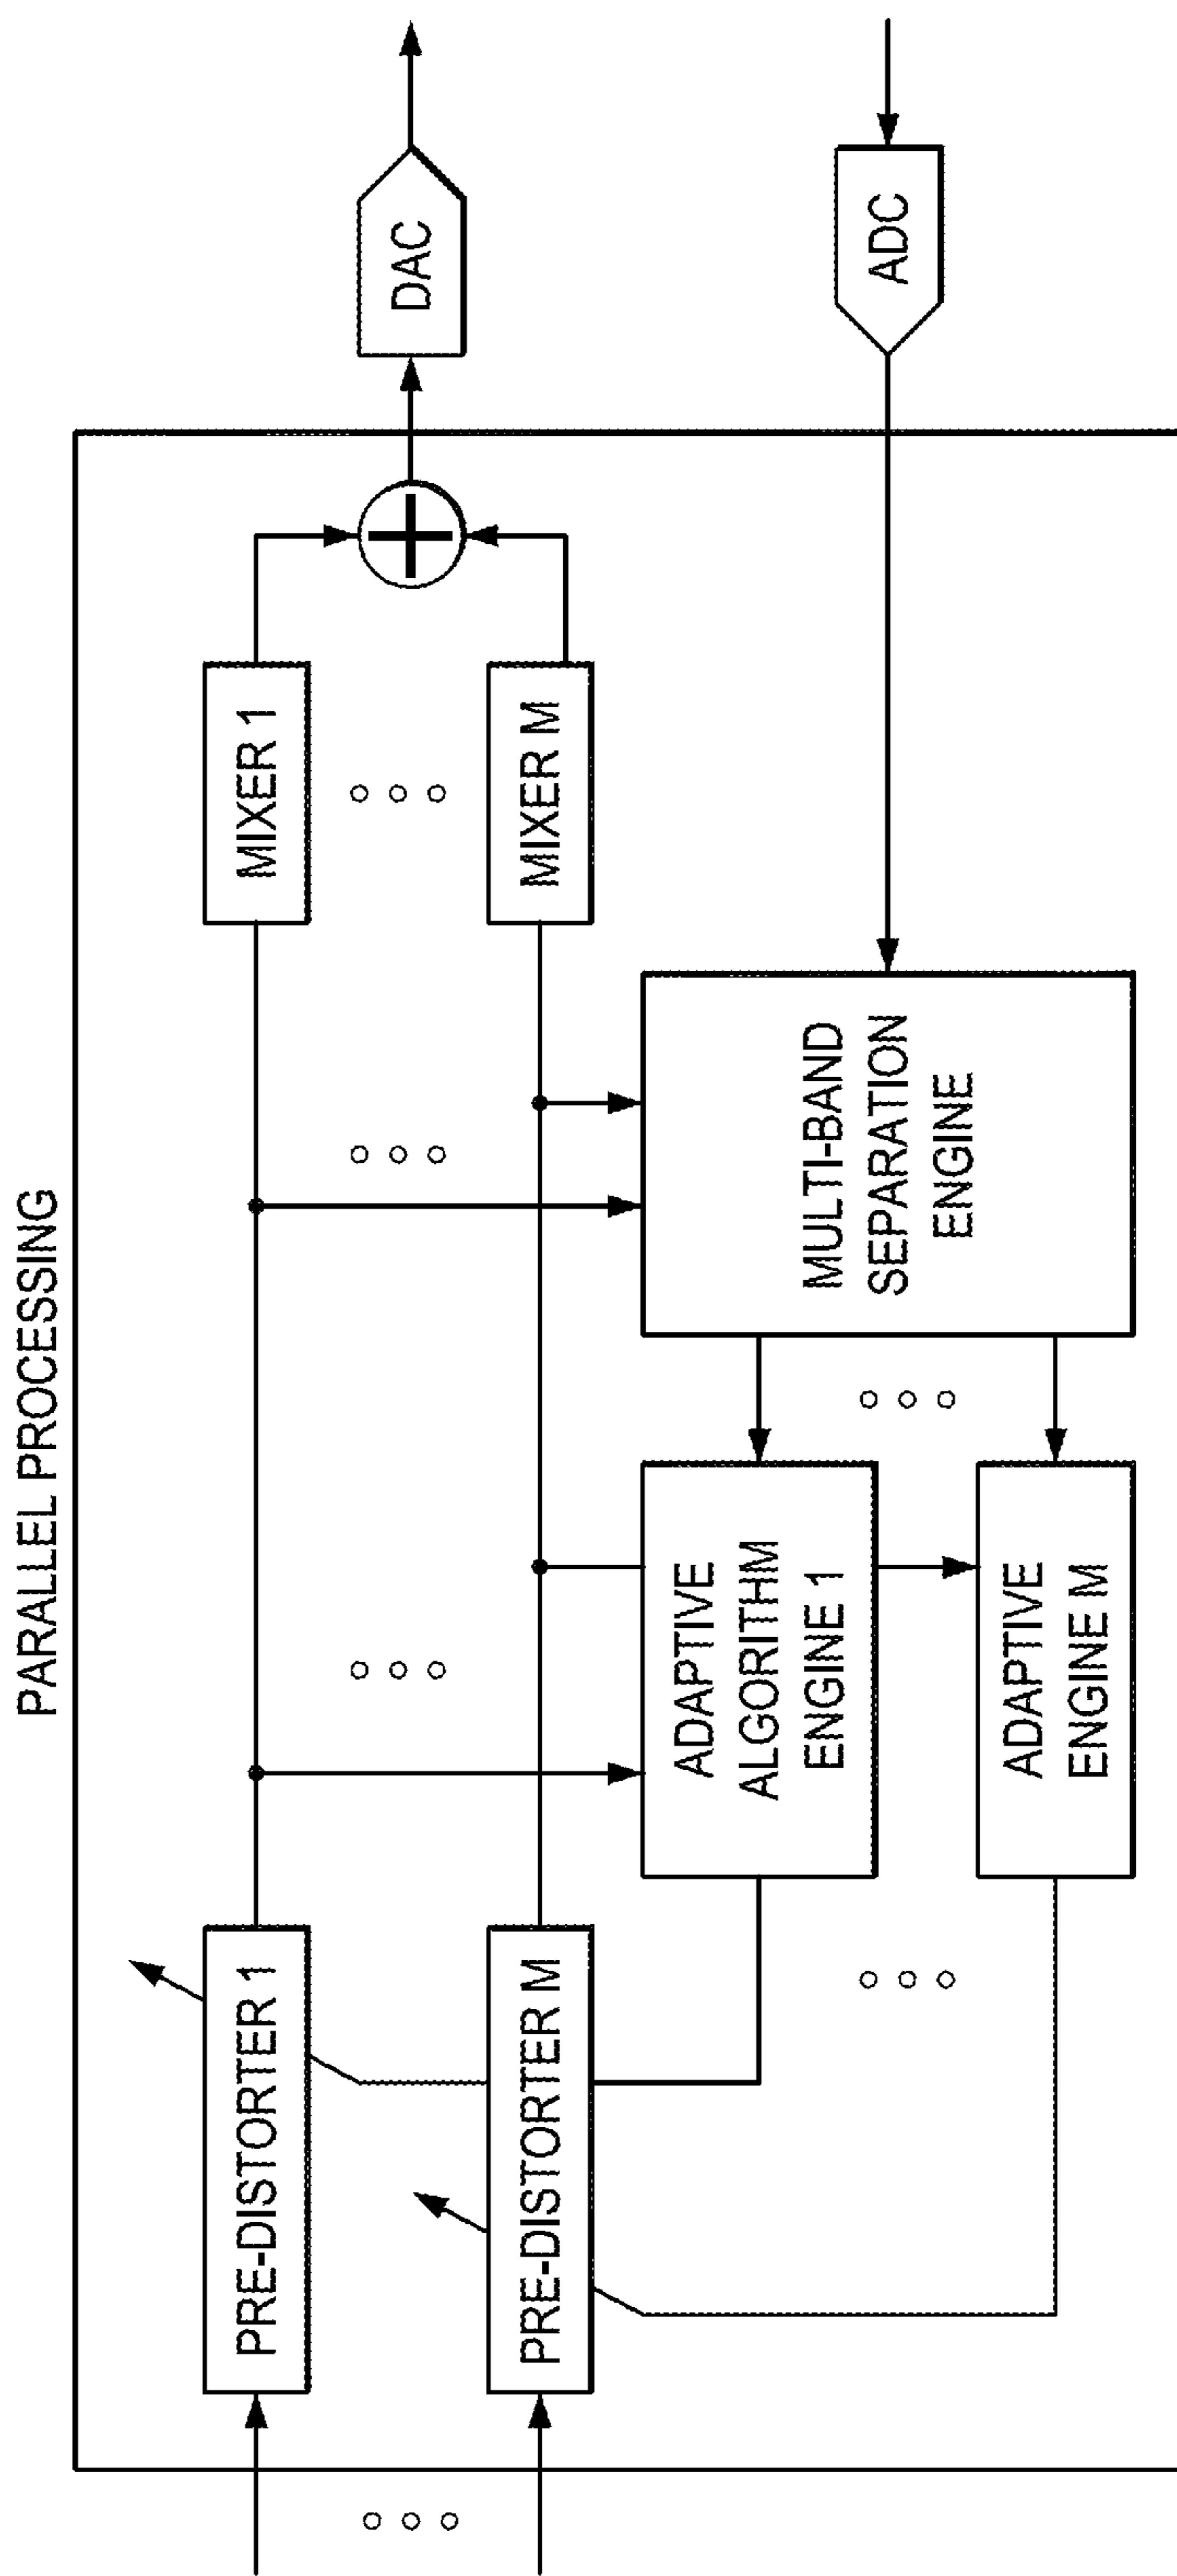 PARALLEL PROCESSING
PRE-DISTORTER 1
MIXER 1
DAC
PRE-DISTORTER M
MIXER M
ADAPTIVE
ALGORITHM
ENGINE 1
MULTI-BAND
SEPARATION
ENGINE
ADC
ADAPTIVE
ENGINE M